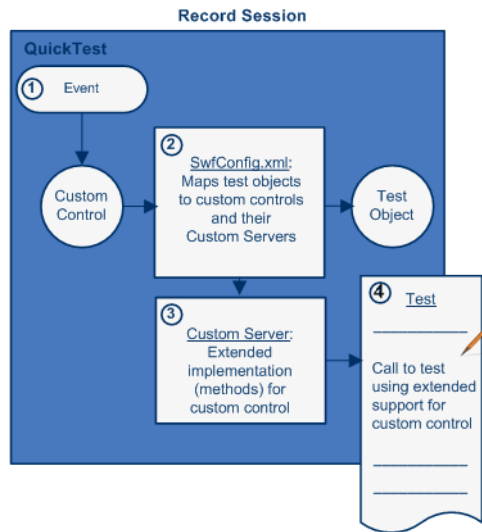 Record Session
QuickTest
1
Event
Custom
Control
2
SwfConfig.xml:
Maps test objects
to custom controls
and their
Custom Servers
Test
Object
3
Custom Server:
Extended
implementation
(methods) for
custom control
4
Test
Call to test
using extended
support for
custom control